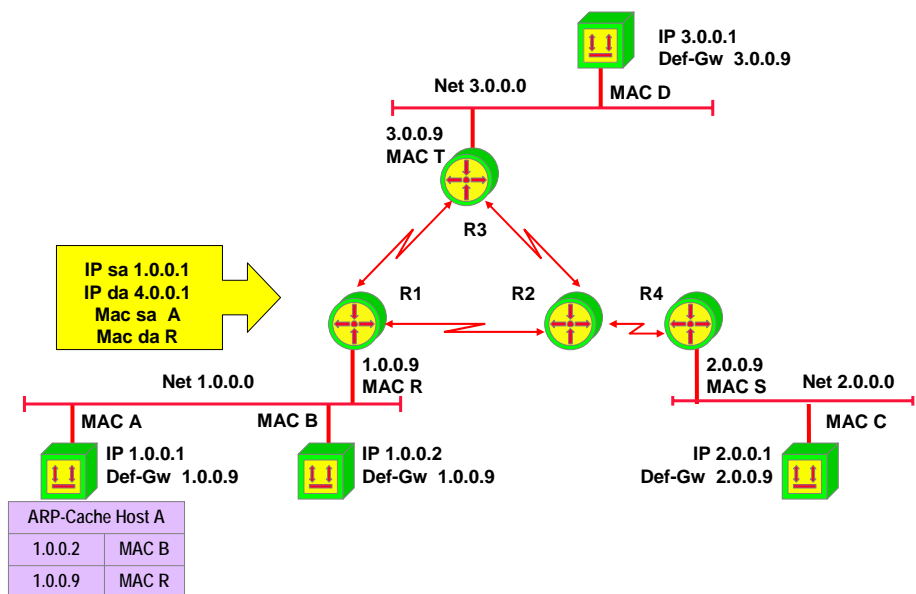 IP 3.0.0.1
Def-Gw 3.0.0.9
Net 3.0.0.0
MAC D
3.0.0.9
MAC T
R3
IP sa 1.0.0.1
IP da 4.0.0.1
Mac sa A
Mac da R
R1
R2
R4
1.0.0.9
MAC R
2.0.0.9
MAC S
Net 1.0.0.0
Net 2.0.0.0
MAC A
MAC B
MAC C
IP 1.0.0.1
Def-Gw 1.0.0.9
IP 1.0.0.2
Def-Gw 1.0.0.9
IP 2.0.0.1
Def-Gw 2.0.0.9
ARP-Cache Host A
1.0.0.2 MAC B
1.0.0.9 MAC R